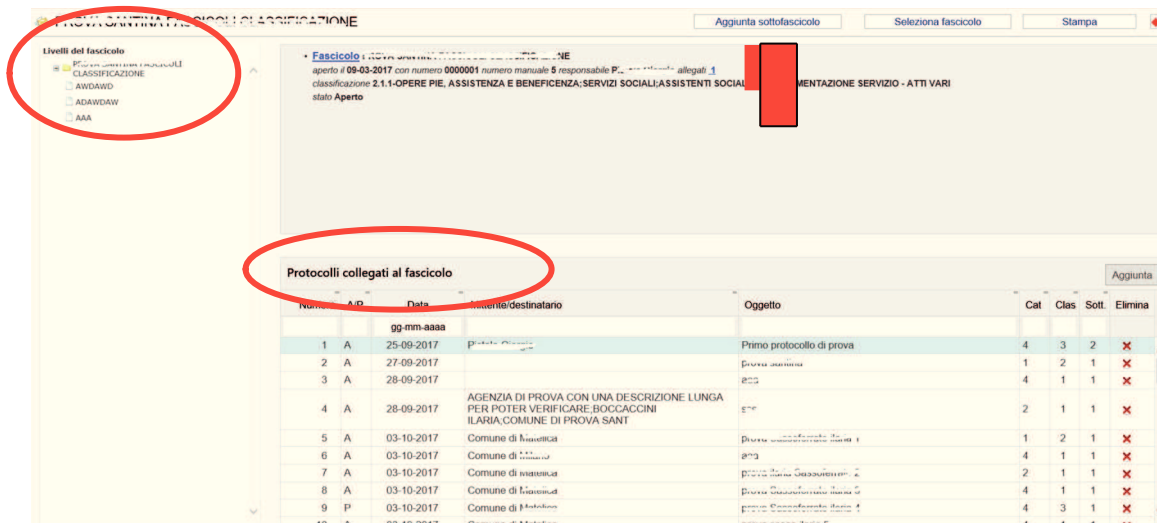 Aggiunta sottofascicolo Seleziona fascicolo Stampa
Livelli del fascicolo
CLASSIFICAZIONE
AWDAWD
ADAWDAW
AAA
Fascicolo
aperto il 09-03-2017 con numero 0000001 numero manuale 5 responsabile allegati 1
classificazione 2.1.1-OPERE PIE, ASSISTENZA E BENEFICENZA;SERVIZI SOCIALI;ASSISTENTI SOCIAL MENTAZIONE SERVIZIO - ATTI VARI
stato Aperto
Protocolli collegati al fascicolo
Aggiunta
A/P Data Mittente/destinatario Oggetto Cat Clas Sott. Elimina
gg-mm-aaaa
1 A 25-09-2017 Primo protocollo di prova 4 3 2
2 A 27-09-2017 1 2 1
3 A 28-09-2017 4 1 1
AGENZIA DI PROVA CON UNA DESCRIZIONE LUNGA
4 A 28-09-2017 PER POTER VERIFICARE;BOCCACCINI 2 1 1
ILARIA;COMUNE DI PROVA SANT
5 A 03-10-2017 Comune di 1 2 1
6 A 03-10-2017 Comune di 4 1 1
7 A 03-10-2017 Comune di 2 1 1
8 A 03-10-2017 Comune di 4 1 1
9 P 03-10-2017 Comune di 4 3 1